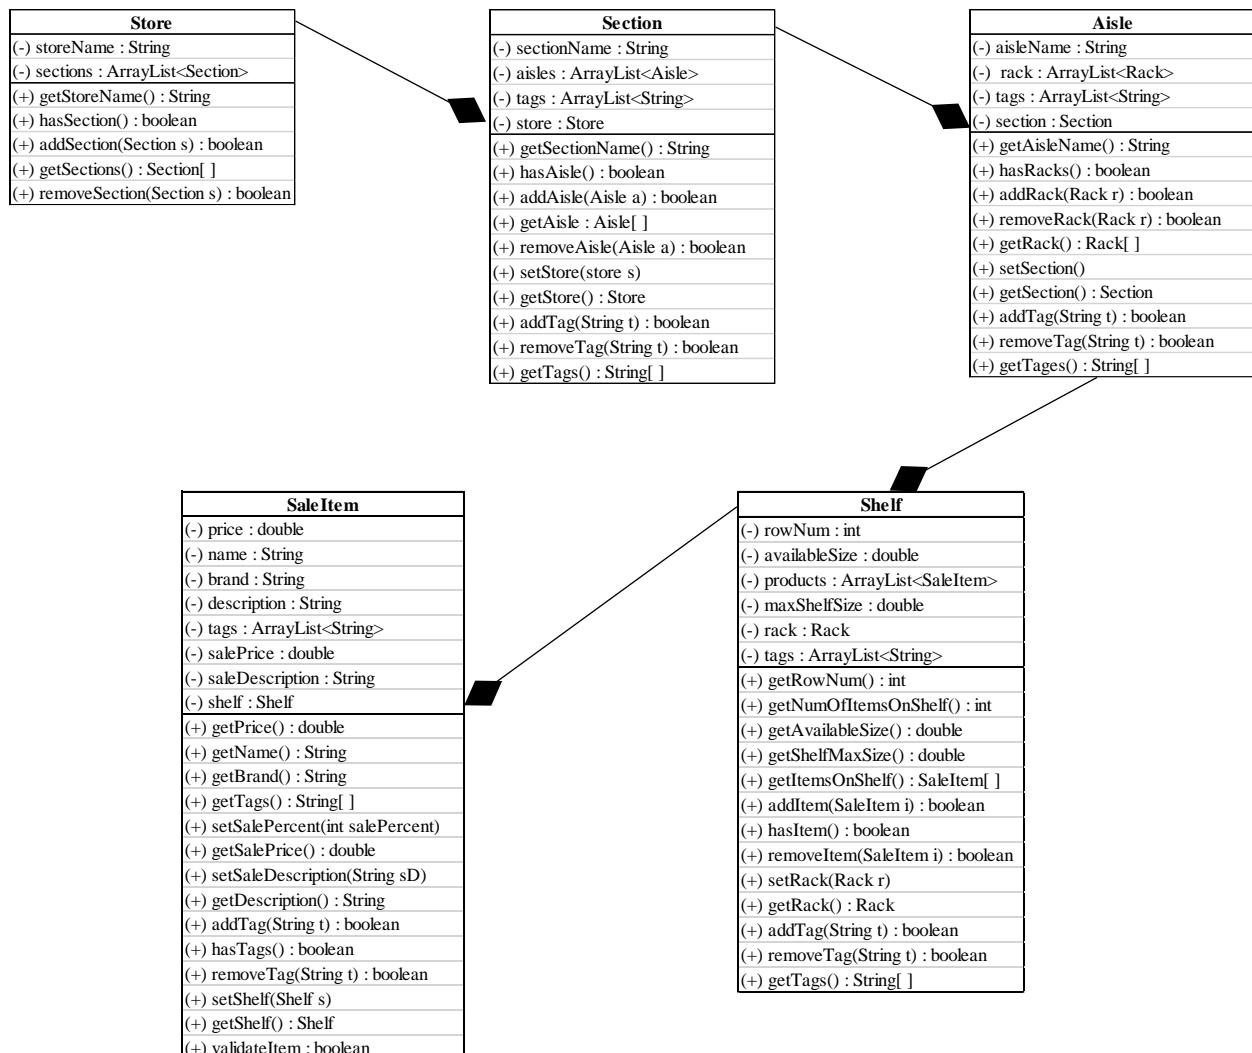 Store
(-) storeName : String
(-) sections : ArrayList<Section>
(+) getStoreName() : String
(+) hasSection() : boolean
(+) addSection(Section s) : boolean
(+) getSections() : Section[ ]
(+) removeSection(Section s) : boolean
Section
(-) sectionName : String
(-) aisles : ArrayList<Aisle>
(-) tags : ArrayList<String>
(-) store : Store
(+) getSectionName() : String
(+) hasAisle() : boolean
(+) addAisle(Aisle a) : boolean
(+) getAisle : Aisle[ ]
(+) removeAisle(Aisle a) : boolean
(+) setStore(store s)
(+) getStore() : Store
(+) addTag(String t) : boolean
(+) removeTag(String t) : boolean
(+) getTags() : String[ ]
Aisle
(-) aisleName : String
(-) rack : ArrayList<Rack>
(-) tags : ArrayList<String>
(-) section : Section
(+) getAisleName() : String
(+) hasRacks() : boolean
(+) addRack(Rack r) : boolean
(+) removeRack(Rack r) : boolean
(+) getRack() : Rack[ ]
(+) setSection()
(+) getSection() : Section
(+) addTag(String t) : boolean
(+) removeTag(String t) : boolean
(+) getTages() : String[ ]
SaleItem
(-) price : double
(-) name : String
(-) brand : String
(-) description : String
(-) tags : ArrayList<String>
(-) salePrice : double
(-) saleDescription : String
(-) shelf : Shelf
(+) getPrice() : double
(+) getName() : String
(+) getBrand() : String
(+) getTags() : String[ ]
(+) setSalePercent(int salePercent)
(+) getSalePrice() : double
(+) setSaleDescription(String sD)
(+) getDescription() : String
(+) addTag(String t) : boolean
(+) hasTags() : boolean
(+) removeTag(String t) : boolean
(+) setShelf(Shelf s)
(+) getShelf() : Shelf
(+) validateItem : boolean
Shelf
(-) rowNum : int
(-) availableSize : double
(-) products : ArrayList<SaleItem>
(-) maxShelfSize : double
(-) rack : Rack
(-) tags : ArrayList<String>
(+) getRowNum() : int
(+) getNumOfItemsOnShelf() : int
(+) getAvailableSize() : double
(+) getShelfMaxSize() : double
(+) getItemsOnShelf() : SaleItem[ ]
(+) addItem(SaleItem i) : boolean
(+) hasItem() : boolean
(+) removeItem(SaleItem i) : boolean
(+) setRack(Rack r)
(+) getRack() : Rack
(+) addTag(String t) : boolean
(+) removeTag(String t) : boolean
(+) getTags() : String[ ]